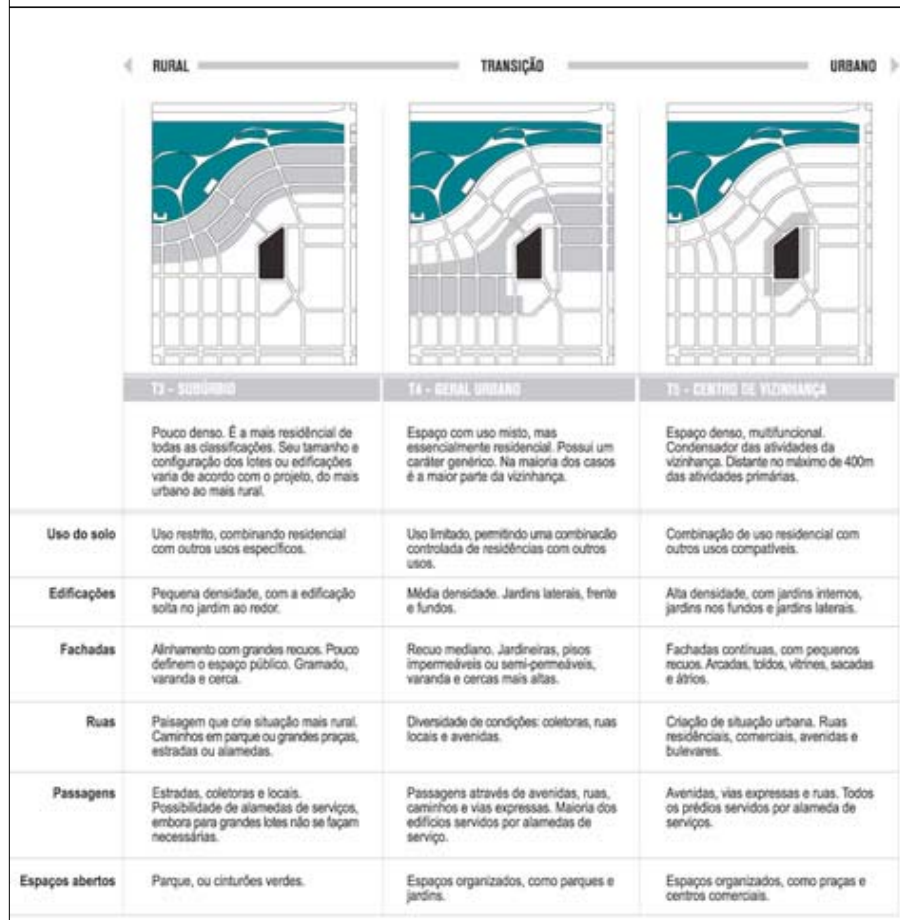 RURAL TRANSIÇÃO URBANO
T3 - SUBÚRBIO T4 - GERAL URBANO T5 - CENTRO DE VIZINHANÇA
Pouco denso. É a mais residêncial de
todas as classificações. Seu tamanho e
configuração dos lotes ou edificações
varia de acordo com o projeto, do mais
urbano ao mais rural.
Espaço com uso misto, mas
essencialmente residencial. Possui um
caráter genérico. Na maioria dos casos
é a maior parte da vizinhança.
Espaço denso, multifuncional.
Condensador das atividades da
vizinhança. Distante no máximo de 400m
das atividades primárias.
Uso do solo
Uso restrito, combinando residencial
com outros usos específicos.
Uso limitado, permitindo uma combinacão
controlada de residências com outros
usos.
Combinação de uso residencial com
outros usos compatíveis.
Edificações
Pequena densidade, com a edificação
solta no jardim ao redor.
Média densidade. Jardins laterais, frente
e fundos.
Alta densidade, com jardins internos,
jardins nos fundos e jardins laterais.
Fachadas
Alinhamento com grandes recuos. Pouco
definem o espaço público. Gramado,
varanda e cerca.
Recuo mediano. Jardineiras, pisos
impermeáveis ou semi-permeáveis,
varanda e cercas mais altas.
Fachadas contínuas, com pequenos
recuos. Arcadas, toldos, vitrines, sacadas
e átrios.
Ruas
Paisagem que crie situação mais rural.
Caminhos em parque ou grandes praças,
estradas ou alamedas.
Diversidade de condições: coletoras, ruas
locais e avenidas.
Criação de situação urbana. Ruas
residênciais, comerciais, avenidas e
bulevares.
Passagens
Estradas, coletoras e locais.
Possibilidade de alamedas de serviços,
embora para grandes lotes não se façam
necessárias.
Passagens através de avenidas, ruas,
caminhos e vias expressas. Maioria dos
edifícios servidos por alamedas de
serviço.
Avenidas, vias expressas e ruas. Todos
os prédios servidos por alameda de
serviços.
Espaços abertos
Parque, ou cinturões verdes.
Espaços organizados, como parques e
jardins.
Espaços organizados, como praças e
centros comerciais.